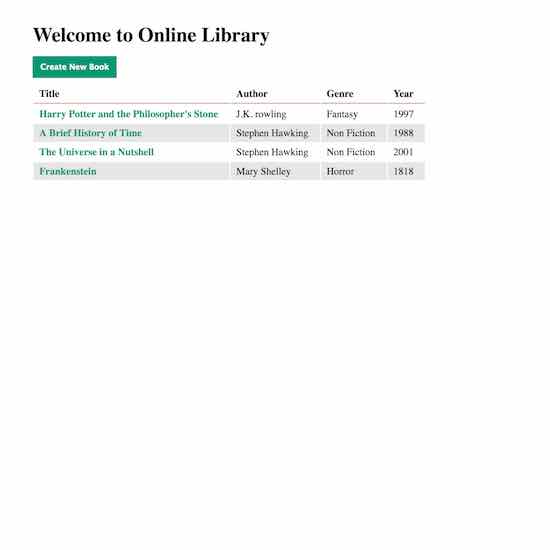 Welcome to Online Library
Create New Book
Title Author Genre Year
Harry Potter and the Philosopher's Stone J.K. rowling Fantasy 1997
A Brief History of Time Stephen Hawking Non Fiction 1988
The Universe in a Nutshell Stephen Hawking Non Fiction 2001
Frankenstein Mary Shelley Horror 1818